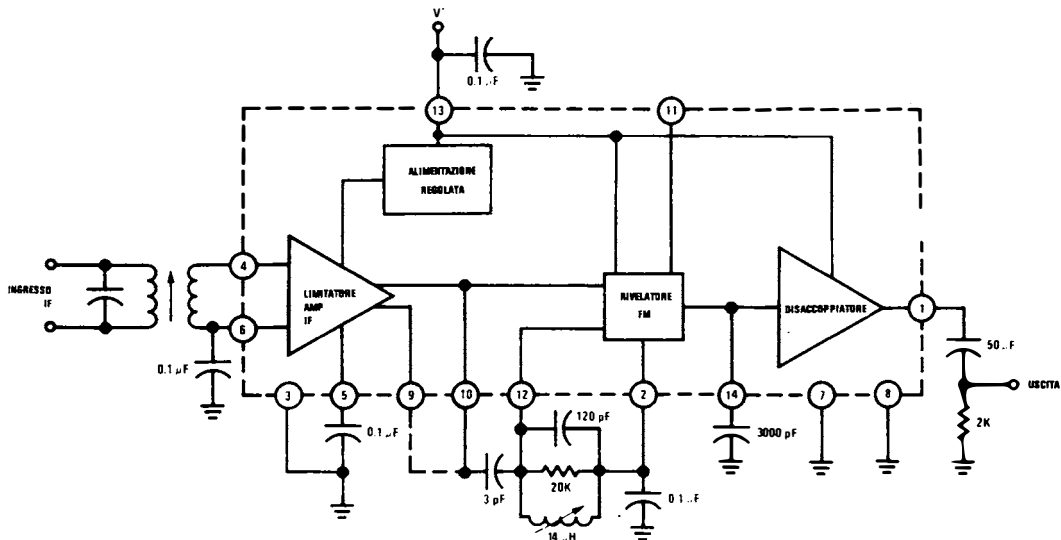 V⁺
0.1 µF
13
11
ALIMENTAZIONE
REGOLATA
INGRESSO
IF
4
6
LIMITATORE
AMP
IF
RIVELATORE
FM
DISACCOPPIATORE
1
0.1 µF
50 µF
USCITA
2K
3
5
9
10
12
2
14
7
8
0.1 µF
120 pF
3000 pF
3 pF
20K
0.1 µF
14 µH